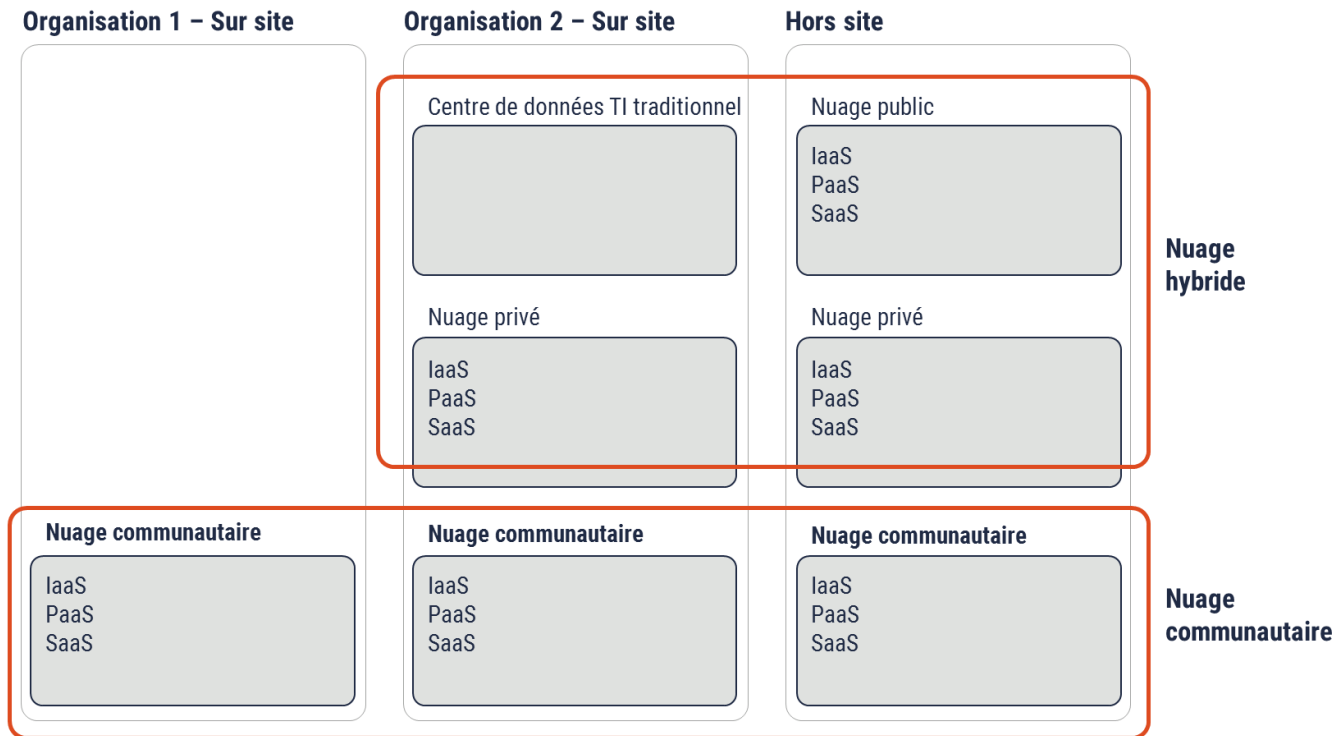 Organisation 1 – Sur site
Organisation 2 – Sur site
Hors site
Centre de données TI traditionnel
Nuage public
IaaS
PaaS
SaaS
Nuage
hybride
Nuage privé
IaaS
PaaS
SaaS
Nuage privé
IaaS
PaaS
SaaS
Nuage communautaire
IaaS
PaaS
SaaS
Nuage communautaire
IaaS
PaaS
SaaS
Nuage communautaire
IaaS
PaaS
SaaS
Nuage
communautaire